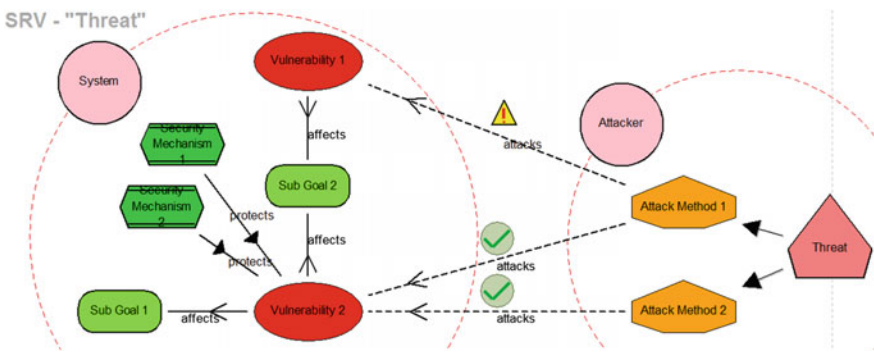 SRV - "Threat"
System
Vulnerability 1
Attacker
Security
Mechanism
1
affects
attacks
Security
Mechanism
2
Sub Goal 2
Attack Method 1
protects
Threat
protects
affects
attacks
Sub Goal 1
affects
Vulnerability 2
attacks
Attack Method 2